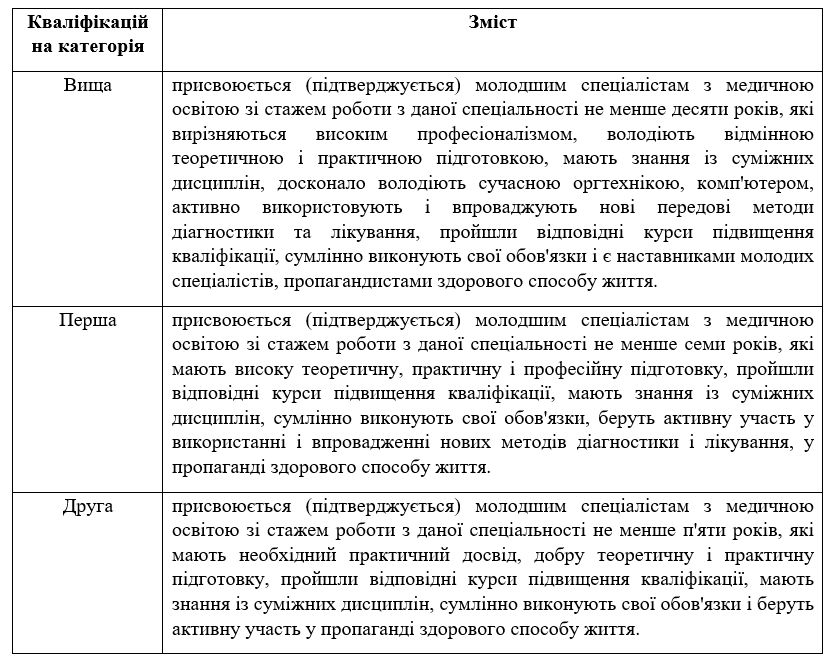 Кваліфікацій
на категорія
Зміст
Вища
присвоюється (підтверджується) молодшим спеціалістам з медичною
освітою зі стажем роботи з даної спеціальності не менше десяти років, які
вирізняються високим професіоналізмом, володіють відмінною
теоретичною і практичною підготовкою, мають знання із суміжних
дисциплін, досконало володіють сучасною оргтехнікою, комп'ютером,
активно використовують і впроваджують нові передові методи
діагностики та лікування, пройшли відповідні курси підвищення
кваліфікації, сумлінно виконують свої обов'язки і є наставниками молодих
спеціалістів, пропагандистами здорового способу життя.
Перша
присвоюється (підтверджується) молодшим спеціалістам з медичною
освітою зі стажем роботи з даної спеціальності не менше семи років, які
мають високу теоретичну, практичну і професійну підготовку, пройшли
відповідні курси підвищення кваліфікації, мають знання із суміжних
дисциплін, сумлінно виконують свої обов'язки, беруть активну участь у
використанні і впровадженні нових методів діагностики і лікування, у
пропаганді здорового способу життя.
Друга
присвоюється (підтверджується) молодшим спеціалістам з медичною
освітою зі стажем роботи з даної спеціальності не менше п'яти років, які
мають необхідний практичний досвід, добру теоретичну і практичну
підготовку, пройшли відповідні курси підвищення кваліфікації, мають
знання із суміжних дисциплін, сумлінно виконують свої обов'язки і беруть
активну участь у пропаганді здорового способу життя.